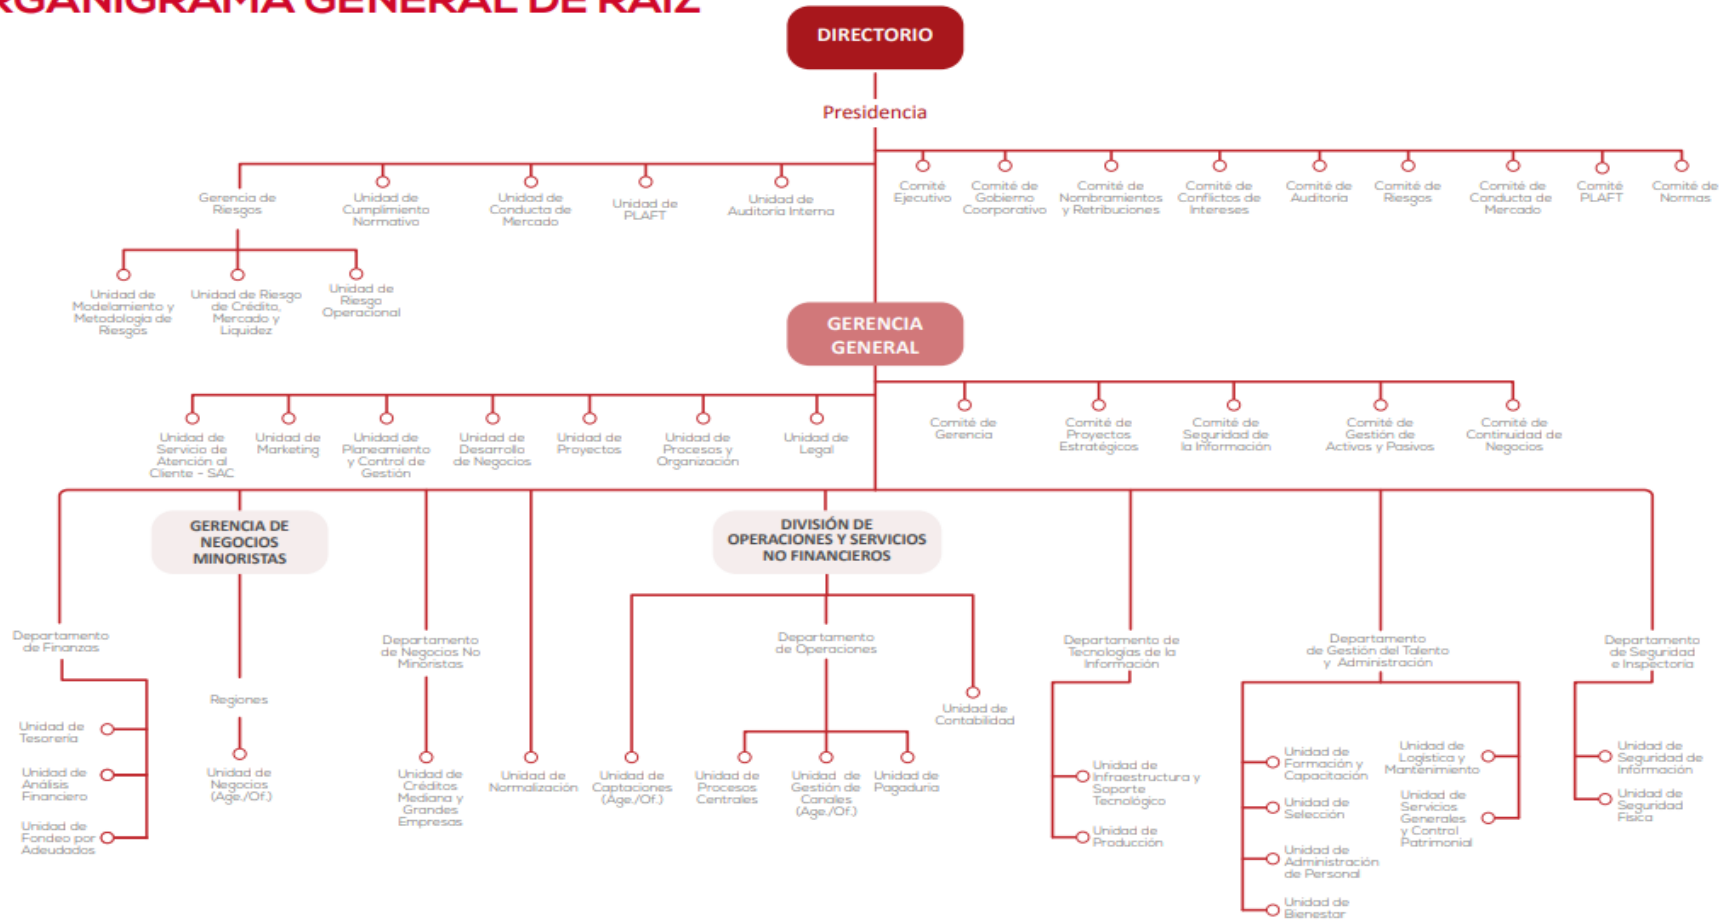 RGANIGRAMA GENERAL DE RAIZ
DIRECTORIO
Presidencia
Gerencia de
Riesgos
Unidad de
Cumplimiento
Normativo
Unidad de
Conducta de
Mercado
Unidad de
PLAFT
Unidad de
Auditoria Interna
Comité
Ejecutivo
Comité de
Gobierno
Coorporativo
Comité de
Nombramientos
y Retribuciones
Comité de
Conflictos de
Intereses
Comité de
Auditoría
Comité de
Riesgos
Comité de
Conducta de
Mercado
Comité
PLAFT
Comité de
Normas
Unidad de
Modelamiento y
Metodología de
Riesgos
Unidad de Riesgo
de Crédito,
Mercado y
Liquidez
Unidad de
Riesgo
Operacional
GERENCIA
GENERAL
Unidad de
Servicio de
Atención al
Cliente - SAC
Unidad de
Marketing
Unidad de
Planeamiento
y Control de
Gestión
Unidad de
Desarrollo
de Negocios
Unidad de
Proyectos
Unidad de
Procesos y
Organización
Unidad de
Legal
Comité de
Gerencia
Comité de
Proyectos
Estratégicos
Comité de
Seguridad de
la Información
Comité de
Gestión de
Activos y Pasivos
Comité de
Continuidad de
Negocios
GERENCIA DE
NEGOCIOS
MINORISTAS
DIVISIÓN DE
OPERACIONES Y SERVICIOS
NO FINANCIEROS
Departamento
de Finanzas
Departamento
de Negocios No
Minoristas
Departamento
de Operaciones
Departamento de
Tecnologías de la
Información
Departamento
de Gestión del Talento
y Administración
Departamento
de Seguridad
e Inspectoría
Regiones
Unidad de
Contabilidad
Unidad de
Tesorería
Unidad de
Análisis
Financiero
Unidad de
Fondeo por
Adeudados
Unidad de
Negocios
(Age./Of.)
Unidad de
Créditos
Mediana y
Grandes
Empresas
Unidad de
Normalización
Unidad de
Captaciones
(Age./Of.)
Unidad de
Procesos
Centrales
Unidad de
Gestión de
Canales
(Age./Of.)
Unidad de
Pagaduría
Unidad de
Infraestructura y
Soporte
Tecnológico
Unidad de
Producción
Unidad de
Formación y
Capacitación
Unidad de
Selección
Unidad de
Administración
de Personal
Unidad de
Bienestar
Unidad de
Logística y
Mantenimiento
Unidad de
Servicios
Generales
y Control
Patrimonial
Unidad de
Seguridad de
Información
Unidad de
Seguridad
Física